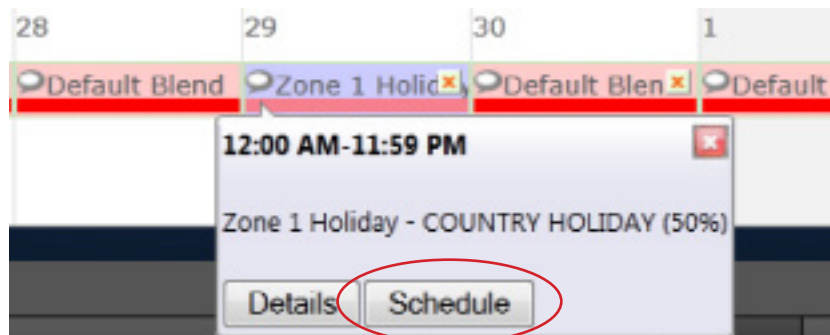 28 29 30 1
Default Blend Zone 1 Holiday Default Blen Default
12:00 AM-11:59 PM
Zone 1 Holiday - COUNTRY HOLIDAY (50%)
Details Schedule